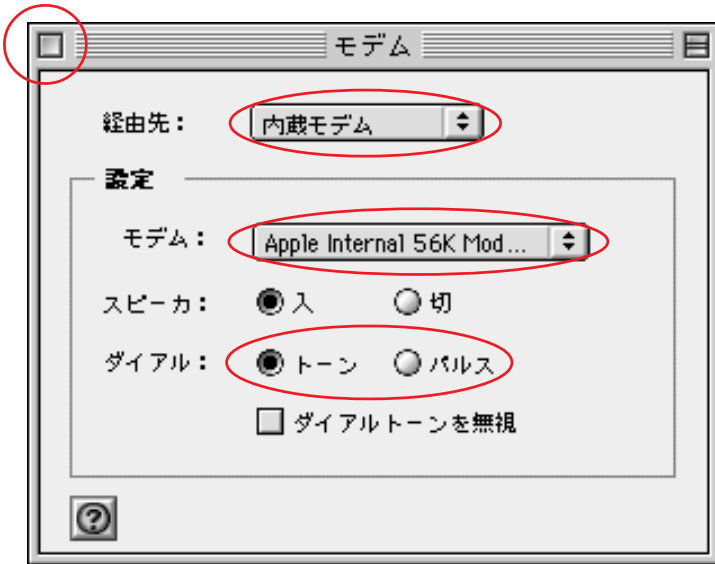 モデム
経由先： 内蔵モデム
設定
モデム： Apple Internal 56K Mod...
スピーカ： 入 切
ダイアル： トーン パルス
ダイアルトーンを無視
?